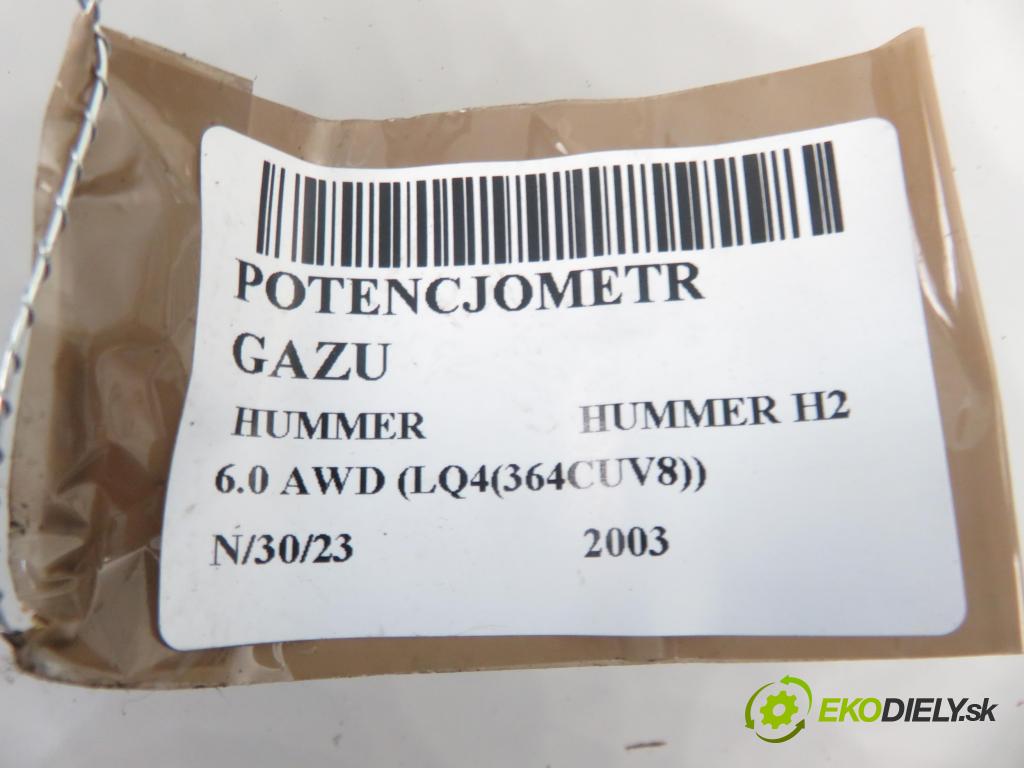 POTENCJOMETR
GAZU
HUMMER HUMMER H2
6.0 AWD (LQ4(364CUV8))
N/30/23 2003
EKODIELY.sk